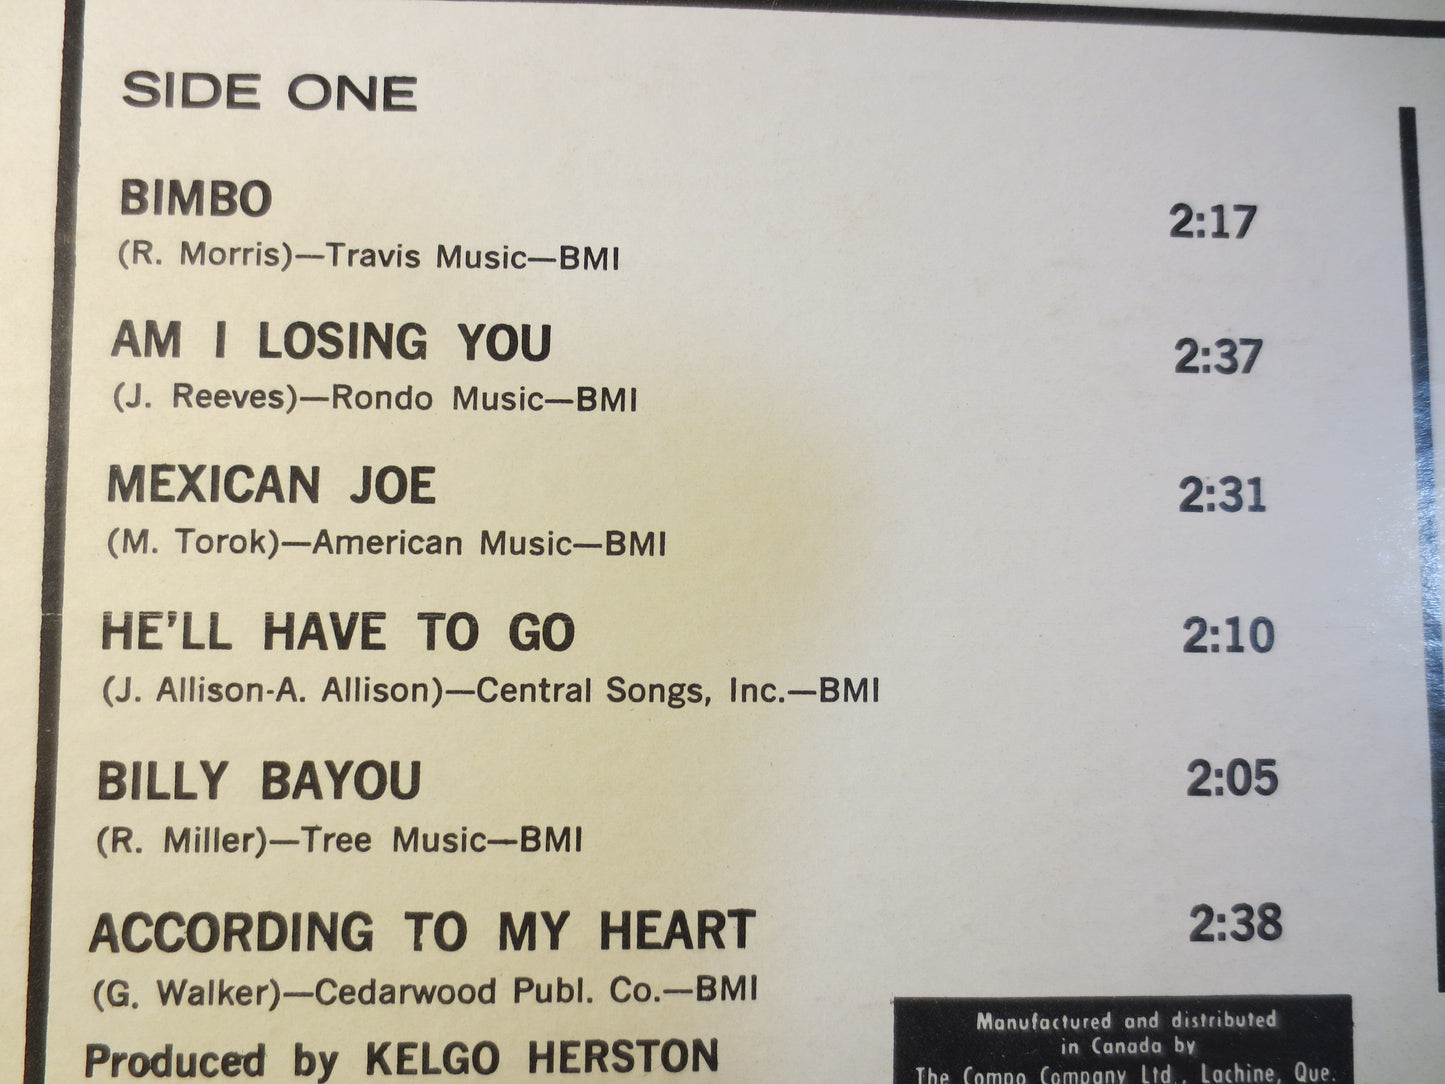 SIDE ONE
BIMBO 2:17
(R. Morris)—Travis Music—BMI
AM I LOSING YOU 2:37
(J. Reeves)—Rondo Music—BMI
MEXICAN JOE 2:31
(M. Torok)—American Music—BMI
HE'LL HAVE TO GO 2:10
(J. Allison-A. Allison)—Central Songs, Inc.—BMI
BILLY BAYOU 2:05
(R. Miller)—Tree Music—BMI
ACCORDING TO MY HEART 2:38
(G. Walker)—Cedarwood Publ. Co.—BMI
Produced by KELGO HERSTON
Manufactured and distributed
in Canada by
The Compo Company Ltd., Lachine, Que.